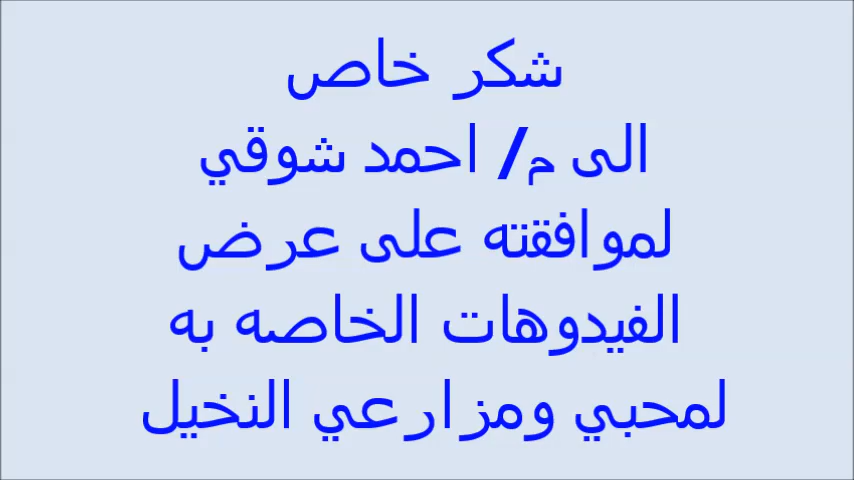 شكر خاص
الى م/ احمد شوقي
لموافقته على عرض
الفيدوهات الخاصه به
لمحبي ومزارعي النخيل